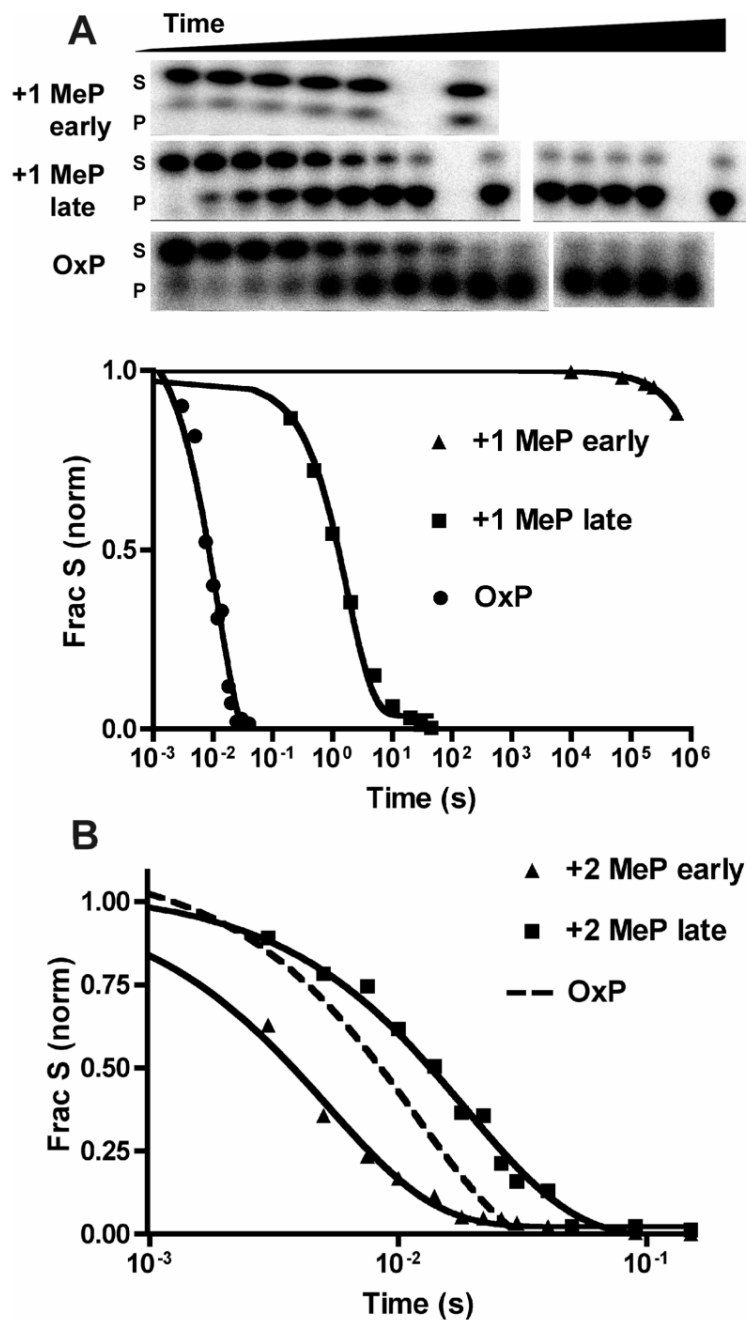 A
Time
+1 MeP
early
S
P
+1 MeP
late
S
P
OxP
S
P
Frac S (norm)
1.0
0.5
0.0
+1 MeP early
+1 MeP late
OxP
10-3 10-2 10-1 100 101 102 103 104 105 106
Time (s)
B
Frac S (norm)
1.00
0.75
0.50
0.25
0.00
+2 MeP early
+2 MeP late
OxP
10-3 10-2 10-1
Time (s)